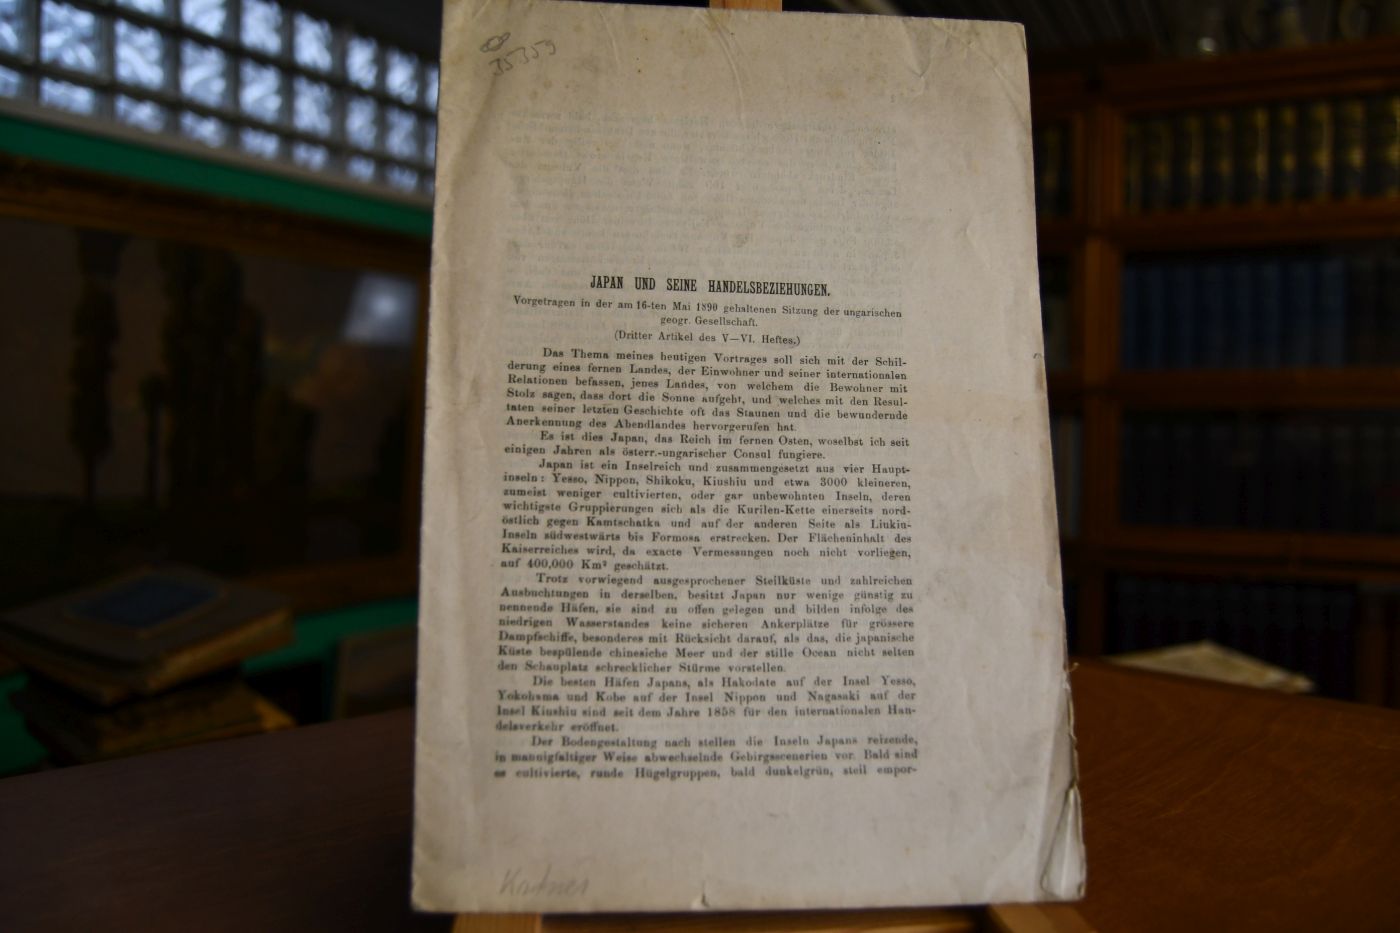 35359
JAPAN UND SEINE HANDELSBEZIEHUNGEN.
Vorgetragen in der am 16-ten Mai 1890 gehaltenen Sitzung der ungarischen
geogr. Gesellschaft.
(Dritter Artikel des V—VI. Heftes.)
Das Thema meines heutigen Vortrages soll sich mit der Schil-
derung eines fernen Landes, der Einwohner und seiner internationalen
Relationen befassen, jenes Landes, von welchem die Bewohner mit
Stolz sagen, dass dort die Sonne aufgeht, und welches mit den Resul-
taten seiner letzten Geschichte oft das Staunen und die bewundernde
Anerkennung des Abendlandes hervorgerufen hat.
Es ist dies Japan, das Reich im fernen Osten, woselbst ich seit
einigen Jahren als österr.-ungarischer Consul fungiere.
Japan ist ein Inselreich und zusammengesetzt aus vier Haupt-
inseln: Yesso, Nippon, Shikoku, Kiushiu und etwa 3000 kleineren,
zumeist weniger cultivierten, oder gar unbewohnten Inseln, deren
wichtigste Gruppierungen sich als die Kurilen-Kette einerseits nord-
östlich gegen Kamtschatka und auf der anderen Seite als Liukiu-
Inseln südwestwärts bis Formosa erstrecken. Der Flächeninhalt des
Kaiserreiches wird, da exacte Vermessungen noch nicht vorliegen,
auf 400,000 Km² geschätzt.
Trotz vorwiegend ausgesprochener Steilküste und zahlreichen
Ausbuchtungen in derselben, besitzt Japan nur wenige günstig zu
nennende Häfen, sie sind zu offen gelegen und bilden infolge des
niedrigen Wasserstandes keine sicheren Ankerplätze für grössere
Dampfschiffe, besonderes mit Rücksicht darauf, als das, die japanische
Küste bespülende chinesiche Meer und der stille Ocean nicht selten
den Schauplatz schrecklicher Stürme vorstellen.
Die besten Häfen Japans, als Hakodate auf der Insel Yesso,
Yokohama und Kobe auf der Insel Nippon und Nagasaki auf der
Insel Kiushiu sind seit dem Jahre 1858 für den internationalen Han-
delsverkehr eröffnet.
Der Bodengestaltung nach stellen die Inseln Japans reizende,
in mannigfaltiger Weise abwechselnde Gebirgsscenerien vor. Bald sind
es cultivierte, runde Hügelgruppen, bald dunkelgrün, steil empor-